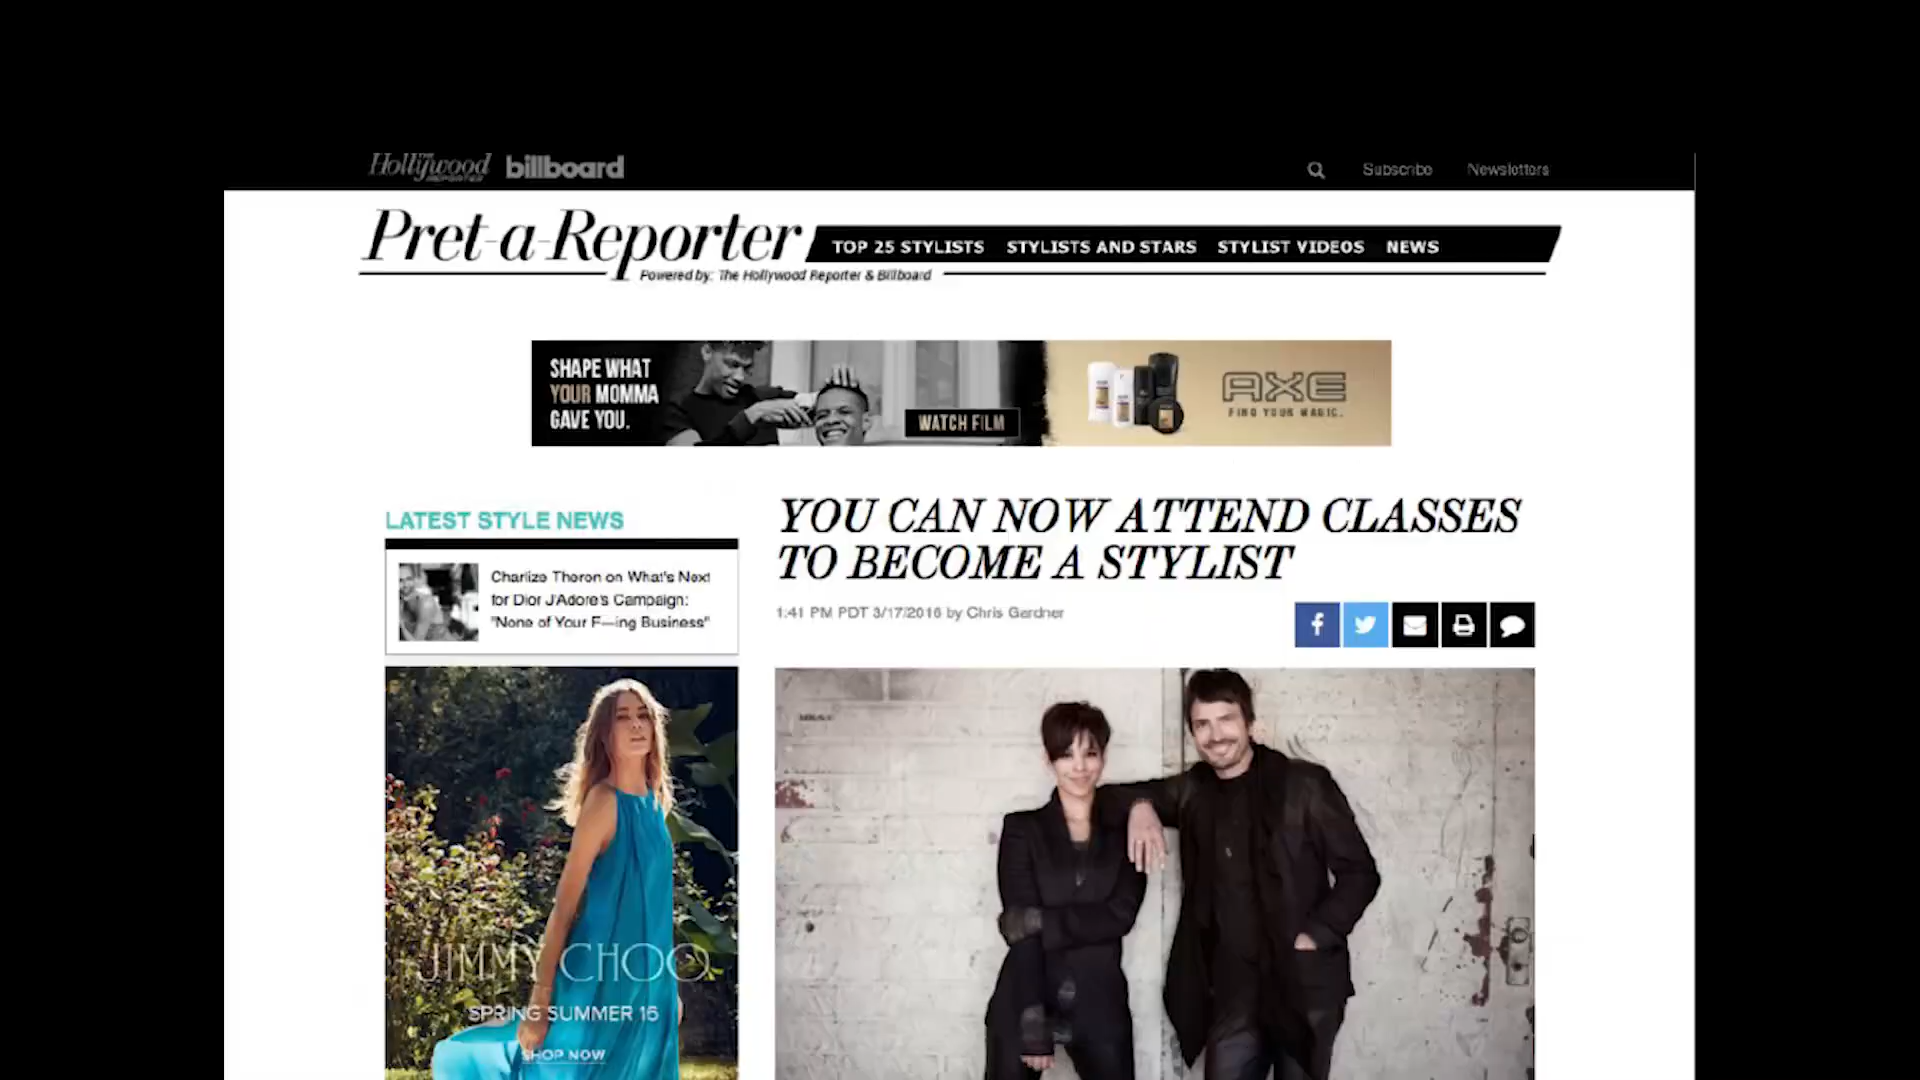 The Hollywood REPORTER billboard
Subscribe Newsletters
Pret-a-Reporter
TOP 25 STYLISTS STYLISTS AND STARS STYLIST VIDEOS NEWS
Powered by: The Hollywood Reporter & Billboard
SHAPE WHAT
YOUR MOMMA
GAVE YOU.
WATCH FILM
AXE
FIND YOUR MAGIC.
LATEST STYLE NEWS
Charlize Theron on What's Next
for Dior J'Adore's Campaign:
"None of Your F—ing Business"
JIMMY CHOO
SPRING SUMMER 16
SHOP NOW
YOU CAN NOW ATTEND CLASSES
TO BECOME A STYLIST
1:41 PM PDT 3/17/2016 by Chris Gardner